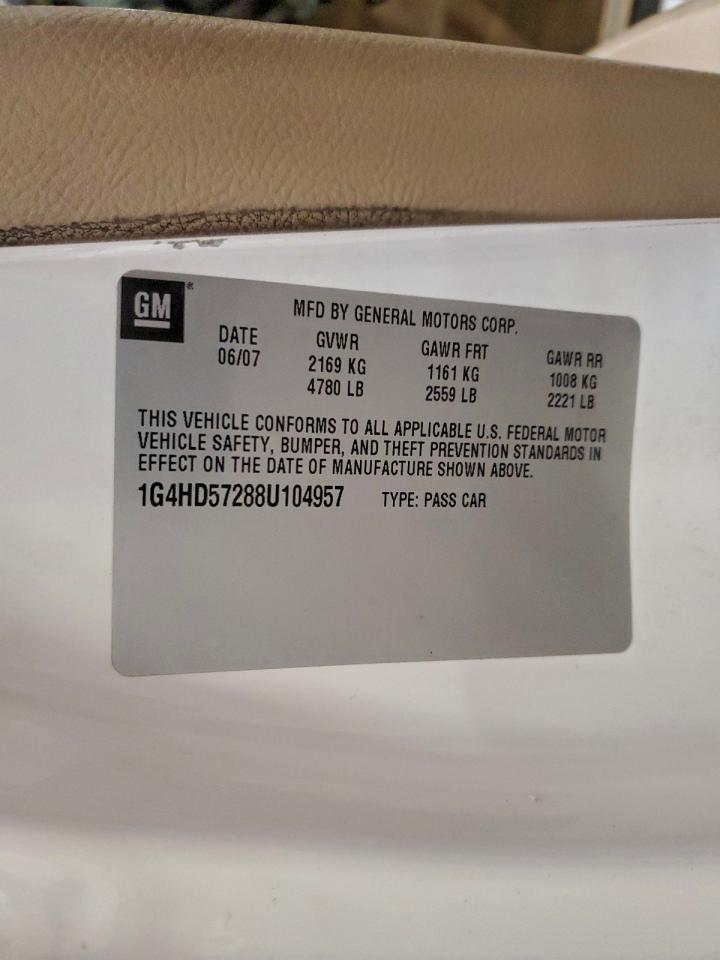 GM
MFD BY GENERAL MOTORS CORP.
DATE GVWR GAWR FRT GAWR RR
06/07 2169 KG 1161 KG 1008 KG
4780 LB 2559 LB 2221 LB
THIS VEHICLE CONFORMS TO ALL APPLICABLE U.S. FEDERAL MOTOR
VEHICLE SAFETY, BUMPER, AND THEFT PREVENTION STANDARDS IN
EFFECT ON THE DATE OF MANUFACTURE SHOWN ABOVE.
1G4HD57288U104957 TYPE: PASS CAR